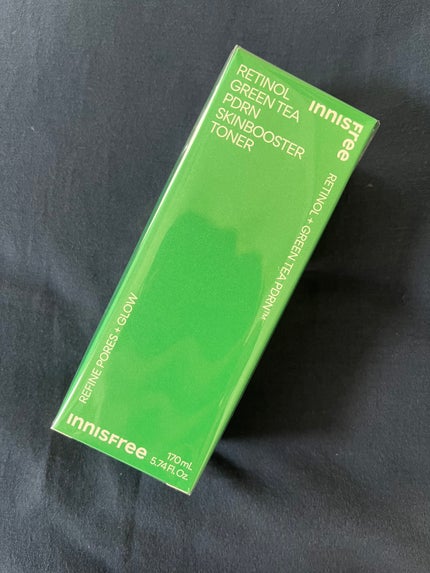 RETINOL
GREEN TEA
PDRN
SKINBOOSTER
TONER
INNISFree
RETINOL + GREEN TEA PDRN™
REFINE PORES + GLOW
INNISFree
170 mL
5.74 Fl. Oz.